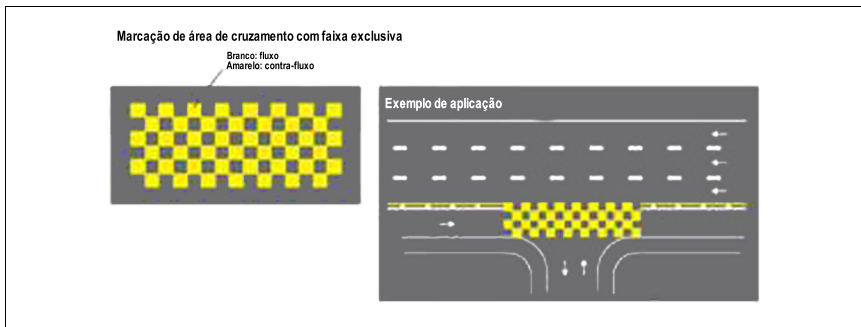 Marcação de área de cruzamento com faixa exclusiva
Branco: fluxo
Amarelo: contra-fluxo
Exemplo de aplicação